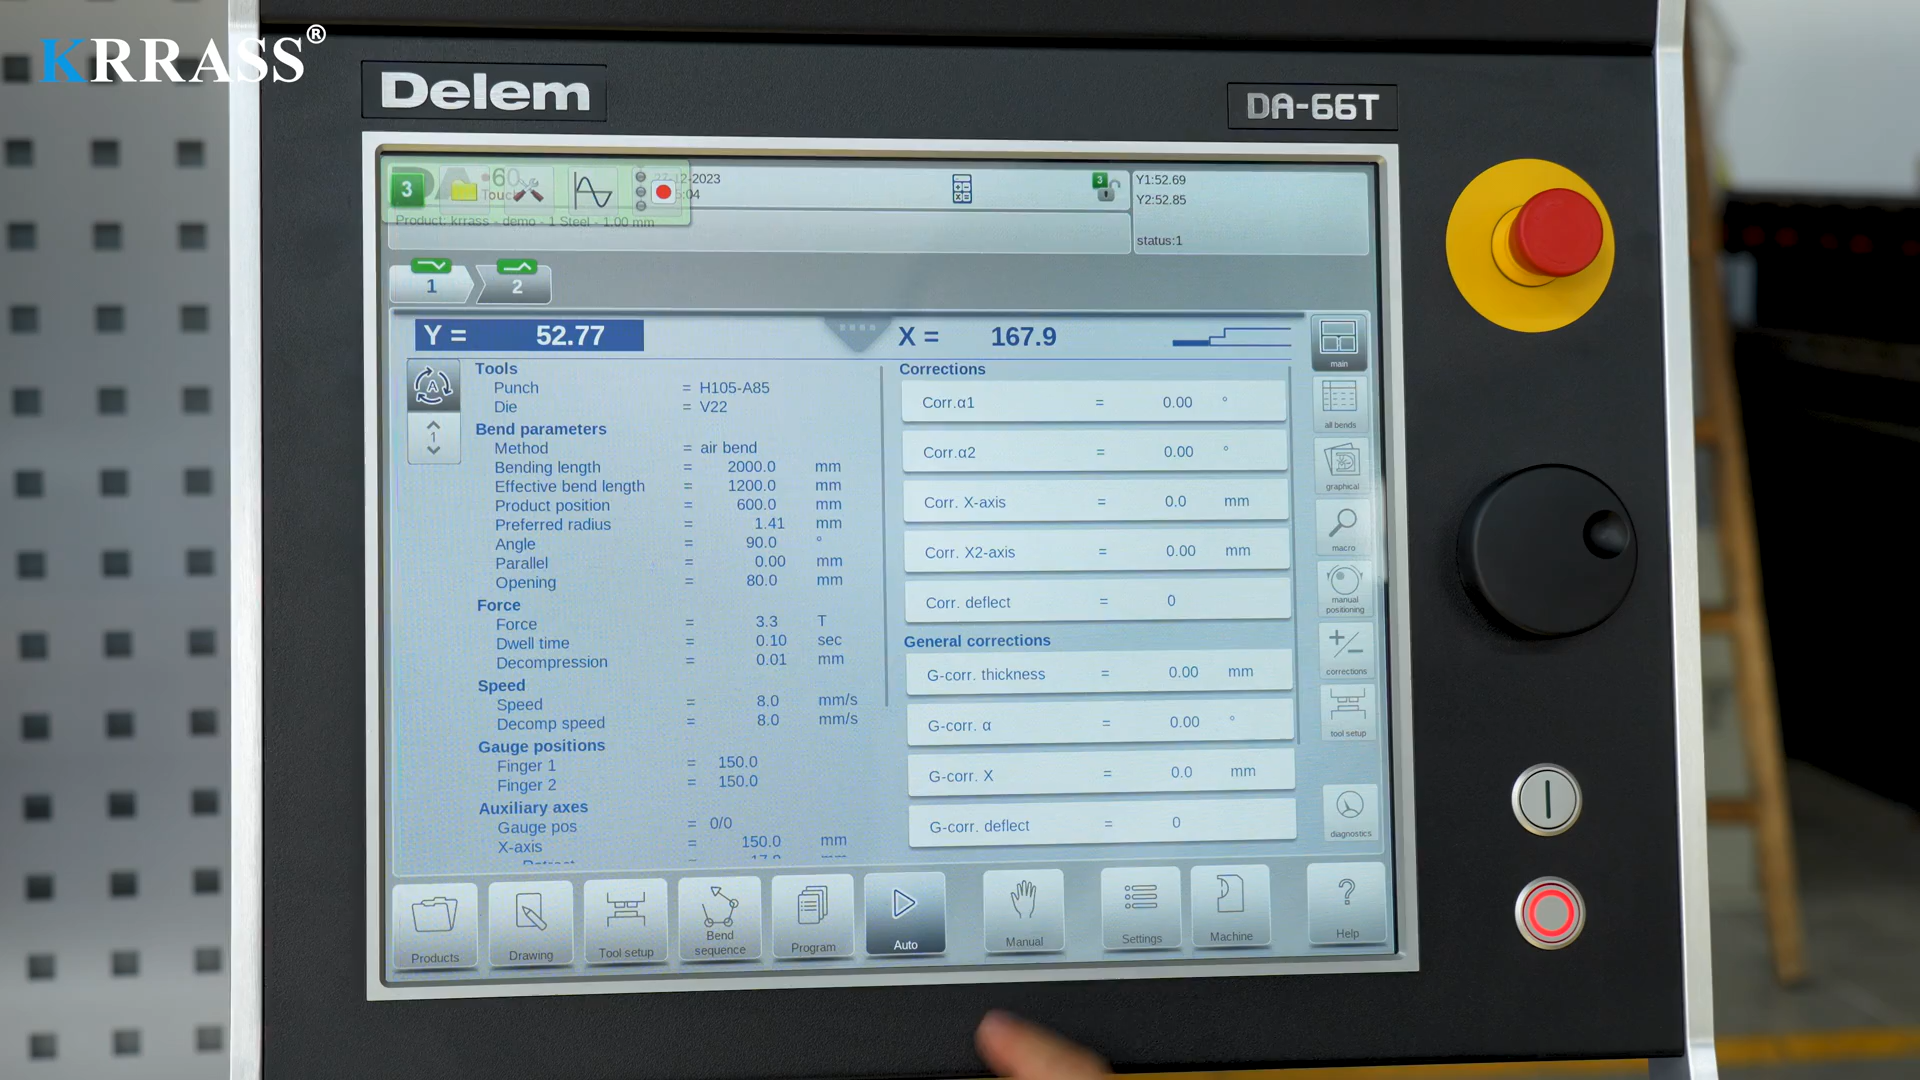 KRRASS®
Delem
DA-66T
3
60
Touch
27-12-2023
:04
3
Y1:52.69
Y2:52.85
status:1
Product: krrass - demo - 1 Steel - 1.00 mm
1
2
Y = 52.77
X = 167.9
main
Tools
Punch = H105-A85
Die = V22
Bend parameters
Method = air bend
Bending length = 2000.0 mm
Effective bend length = 1200.0 mm
Product position = 600.0 mm
Preferred radius = 1.41 mm
Angle = 90.0 °
Parallel = 0.00 mm
Opening = 80.0 mm
Force
Force = 3.3 T
Dwell time = 0.10 sec
Decompression = 0.01 mm
Speed
Speed = 8.0 mm/s
Decomp speed = 8.0 mm/s
Gauge positions
Finger 1 = 150.0
Finger 2 = 150.0
Auxiliary axes
Gauge pos = 0/0
X-axis = 150.0 mm
A
1
Corrections
Corr.α1 = 0.00 °
Corr.α2 = 0.00 °
Corr. X-axis = 0.0 mm
Corr. X2-axis = 0.00 mm
Corr. deflect = 0
General corrections
G-corr. thickness = 0.00 mm
G-corr. α = 0.00 °
G-corr. X = 0.0 mm
G-corr. deflect = 0
all bends
graphical
macro
manual
positioning
corrections
tool setup
diagnostics
Products
Drawing
Tool setup
Bend
sequence
Program
Auto
Manual
Settings
Machine
Help